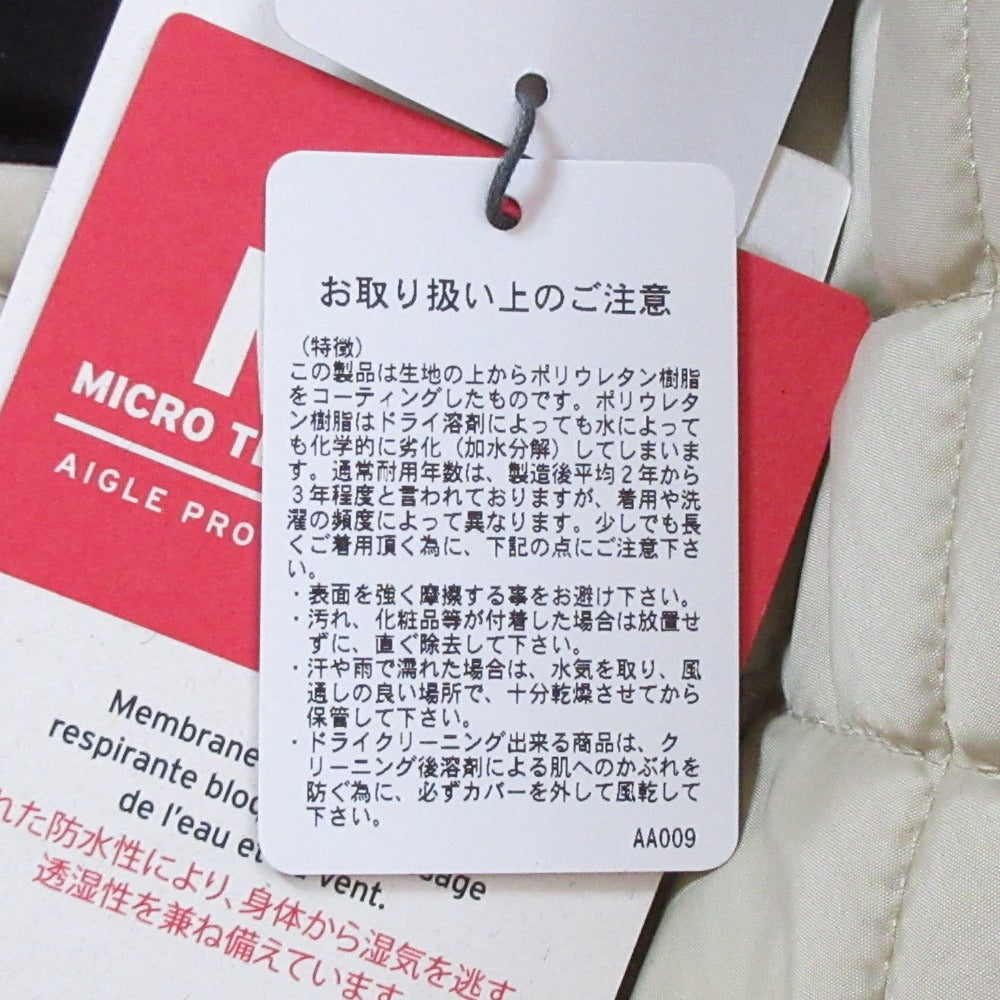 お取り扱い上のご注意
（特徴）
この製品は生地の上からポリウレタン樹脂
をコーティングしたものです。ポリウレタ
ン樹脂はドライ溶剤によっても水によって
も化学的に劣化（加水分解）してしまいま
す。通常耐用年数は、製造後平均２年から
３年程度と言われておりますが、着用や洗
濯の頻度によって異なります。少しでも長
くご着用頂く為に、下記の点にご注意下さ
い。
・表面を強く摩擦する事をお避け下さい。
・汚れ、化粧品等が付着した場合は放置せ
ずに、直ぐ除去して下さい。
・汗や雨で濡れた場合は、水気を取り、風
通しの良い場所で、十分乾燥させてから
保管して下さい。
・ドライクリーニング出来る商品は、ク
リーニング後溶剤による肌へのかぶれを
防ぐ為に、必ずカバーを外して風乾して
下さい。
AA009
MICRO
AIGLE PRO
Membrane
respirante
de l'eau et
vent.
れた防水性により、身体から湿気を逃す
透湿性を兼ね備えています